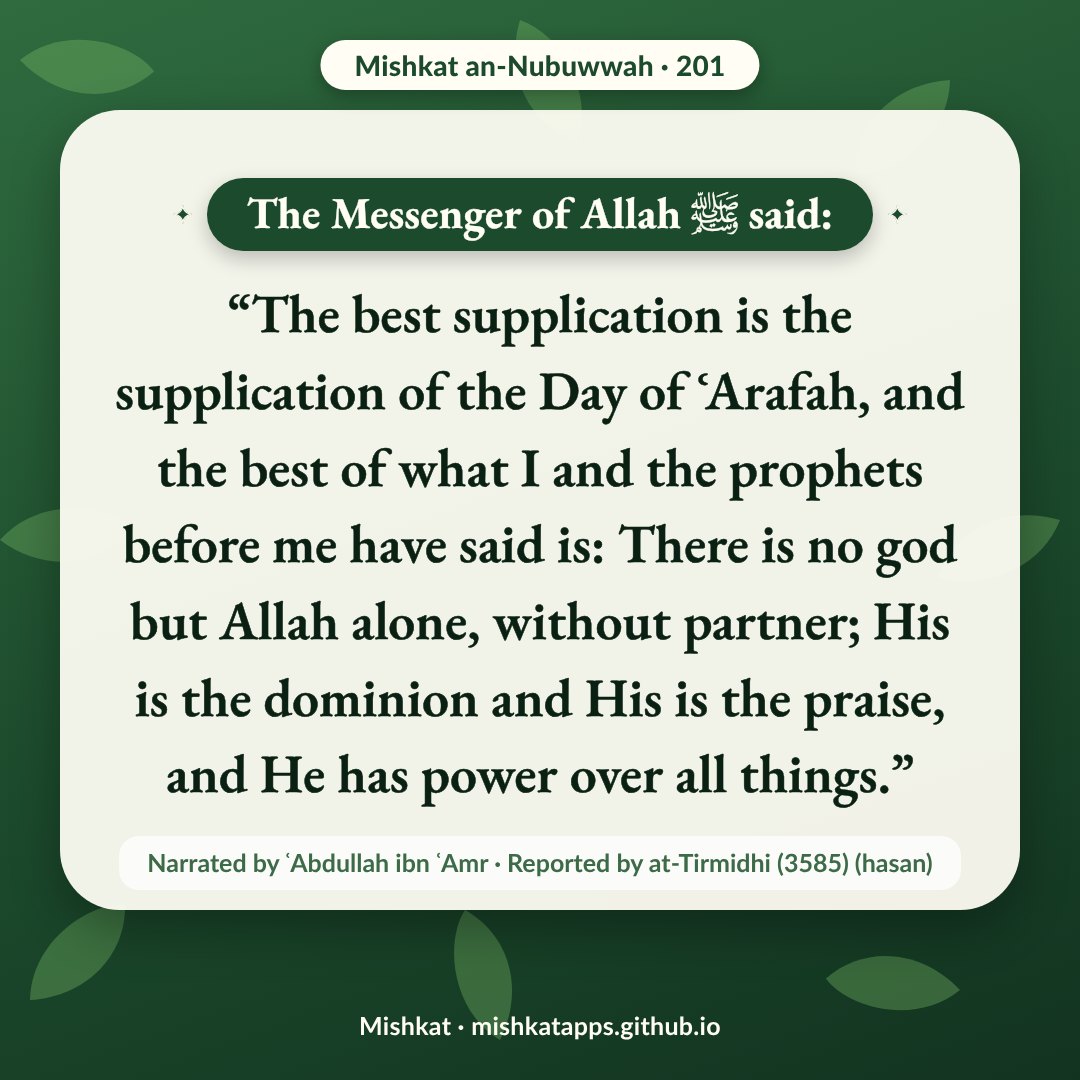 Mishkat an-Nubuwwah · 201
The Messenger of Allah ﷺ said:
“The best supplication is the
supplication of the Day of ʿArafah, and
the best of what I and the prophets
before me have said is: There is no god
but Allah alone, without partner; His
is the dominion and His is the praise,
and He has power over all things.”
Narrated by ʿAbdullah ibn ʿAmr · Reported by at-Tirmidhi (3585) (hasan)
Mishkat · mishkatapps.github.io